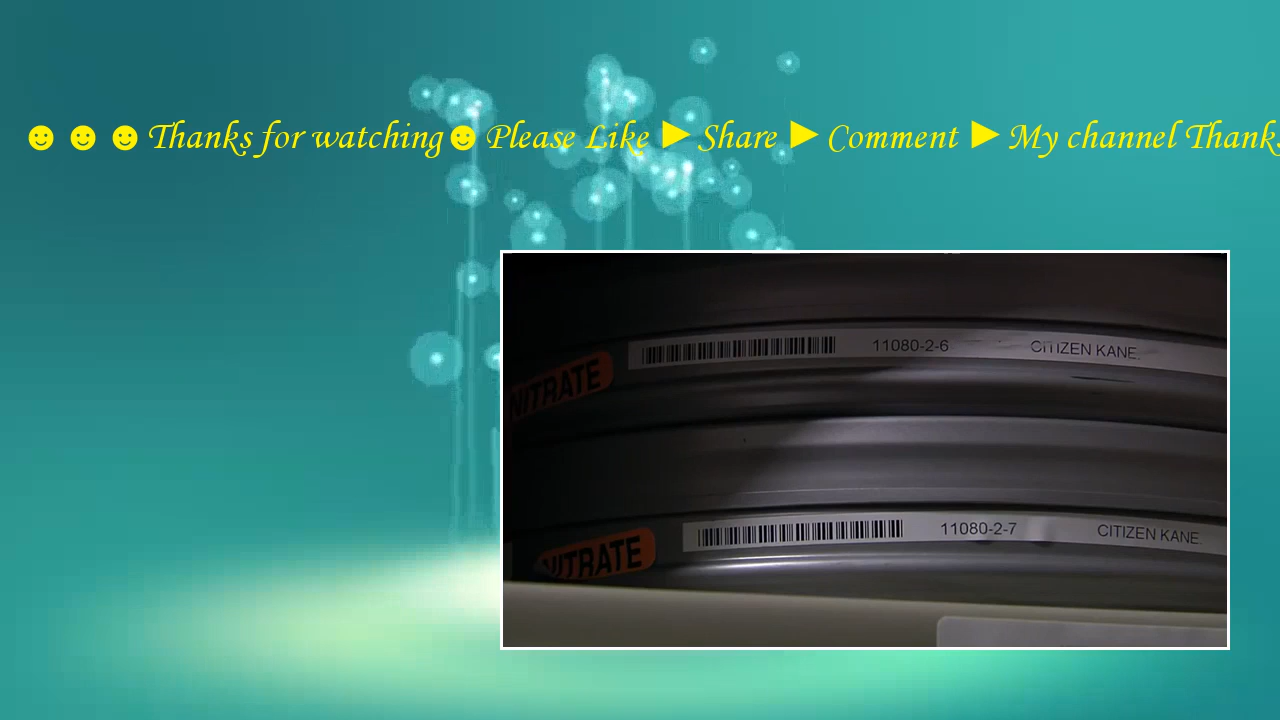 ☻☻☻Thanks for watching☻Please Like ►Share ►Comment ►My channel Thanks
11080-2-6 CITIZEN KANE.
NITRATE
11080-2-7 CITIZEN KANE.
NITRATE